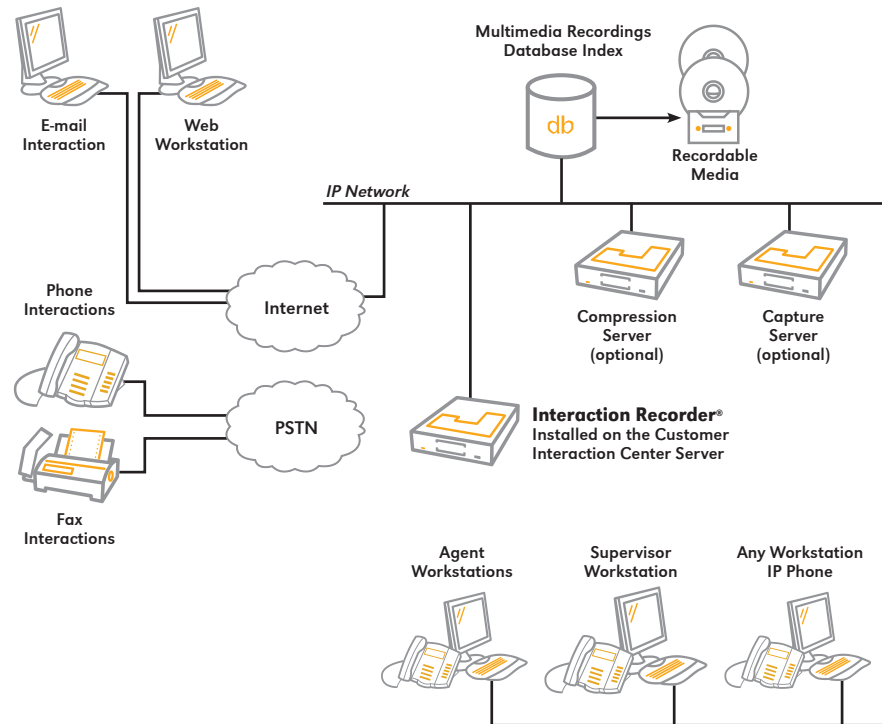 Multimedia Recordings
Database Index
E-mail
Interaction
Web
Workstation
db
Recordable
Media
IP Network
Phone
Interactions
Internet
Compression
Server
(optional)
Capture
Server
(optional)
PSTN
Interaction Recorder®
Installed on the Customer
Interaction Center Server
Fax
Interactions
Agent
Workstations
Supervisor
Workstation
Any Workstation
IP Phone